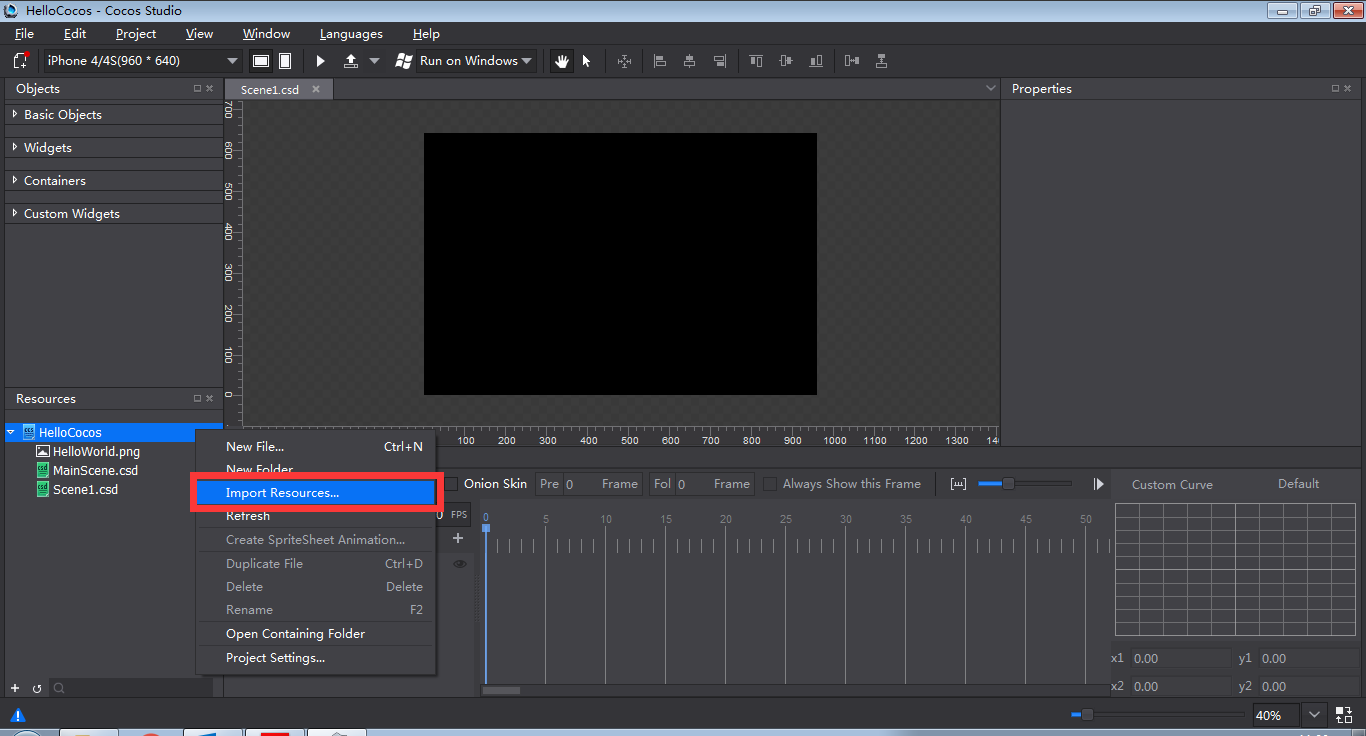 HelloCocos - Cocos Studio
File Edit Project View Window Languages Help
iPhone 4/4S(960 * 640) Run on Windows
Objects
Scene1.csd
Properties
Basic Objects
Widgets
Containers
Custom Widgets
700
600
500
400
300
200
100
0
100 200 300 400 500 600 700 800 900 1000 1100 1200 1300
Resources
HelloCocos
HelloWorld.png
MainScene.csd
Scene1.csd
New File... Ctrl+N
New Folder
Import Resources...
Refresh
Create SpriteSheet Animation...
Duplicate File Ctrl+D
Delete Delete
Rename F2
Open Containing Folder
Project Settings...
Onion Skin Pre 0 Frame Fol 0 Frame Always Show this Frame
Custom Curve Default
0 FPS
0 5 10 15 20 25 30 35 40 45 50
x1 0.00 y1 0.00
x2 0.00 y2 0.00
40%